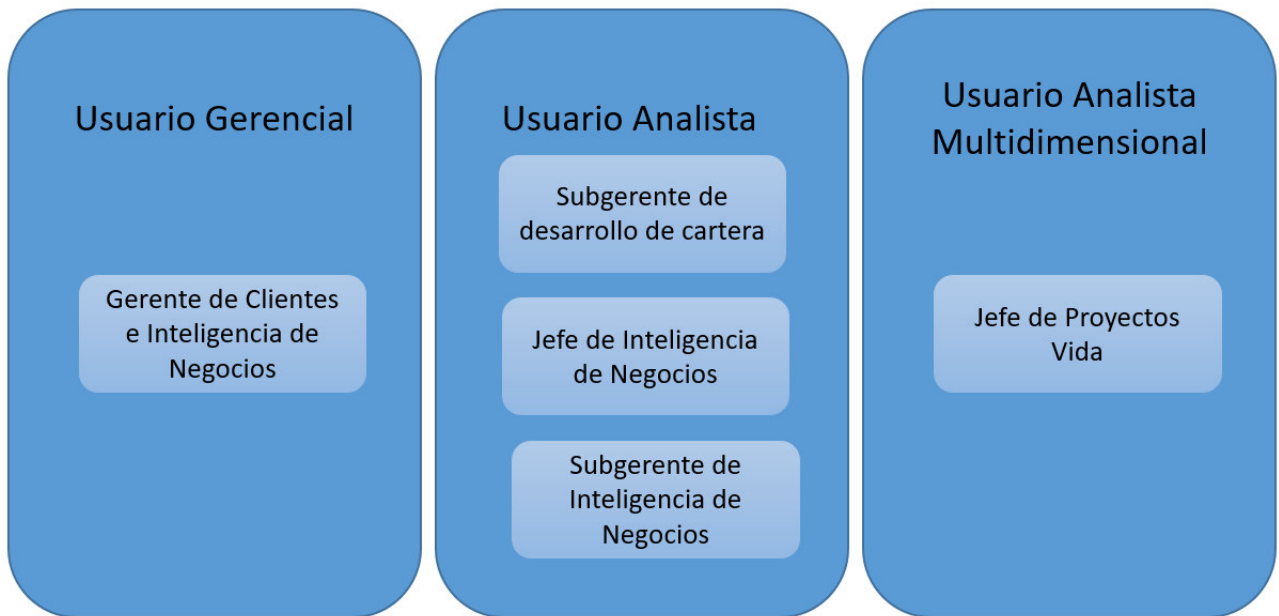 Usuario Gerencial
Gerente de Clientes
e Inteligencia de
Negocios
Usuario Analista
Subgerente de
desarrollo de cartera
Jefe de Inteligencia
de Negocios
Subgerente de
Inteligencia de
Negocios
Usuario Analista
Multidimensional
Jefe de Proyectos
Vida